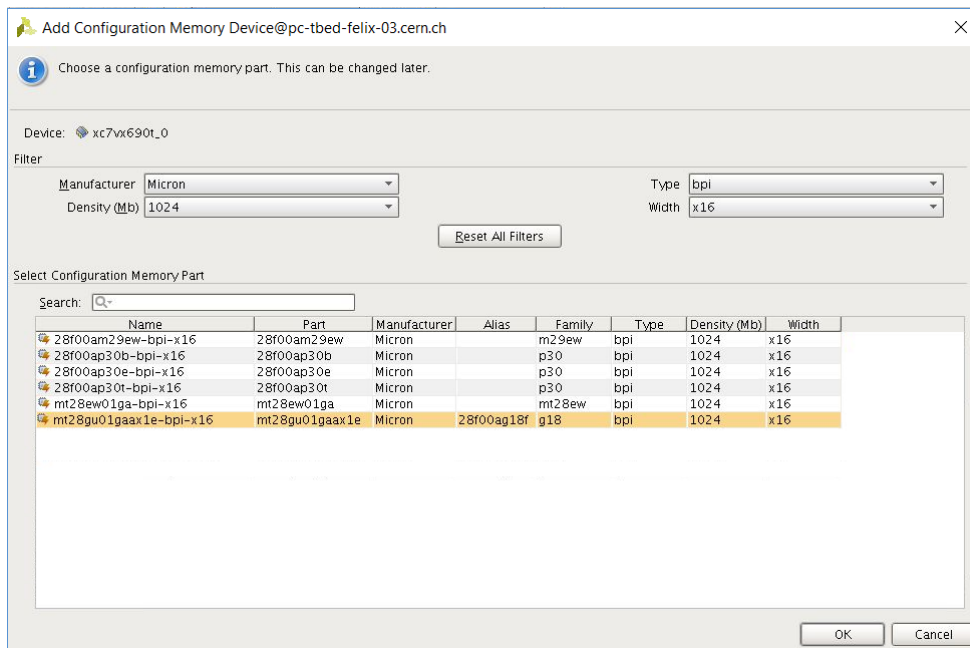 Add Configuration Memory Device@pc-tbed-felix-03.cern.ch
Choose a configuration memory part. This can be changed later.
Device: xc7vx690t_0
Filter
Manufacturer Micron Type bpi
Density (Mb) 1024 Width x16
Reset All Filters
Select Configuration Memory Part
Search:
Name Part Manufacturer Alias Family Type Density (Mb) Width
28f00am29ew-bpi-x16 28f00am29ew Micron m29ew bpi 1024 x16
28f00ap30b-bpi-x16 28f00ap30b Micron p30 bpi 1024 x16
28f00ap30e-bpi-x16 28f00ap30e Micron p30 bpi 1024 x16
28f00ap30t-bpi-x16 28f00ap30t Micron p30 bpi 1024 x16
mt28ew01ga-bpi-x16 mt28ew01ga Micron mt28ew bpi 1024 x16
mt28gu01gaax1e-bpi-x16 mt28gu01gaax1e Micron 28f00ag18f g18 bpi 1024 x16
OK Cancel